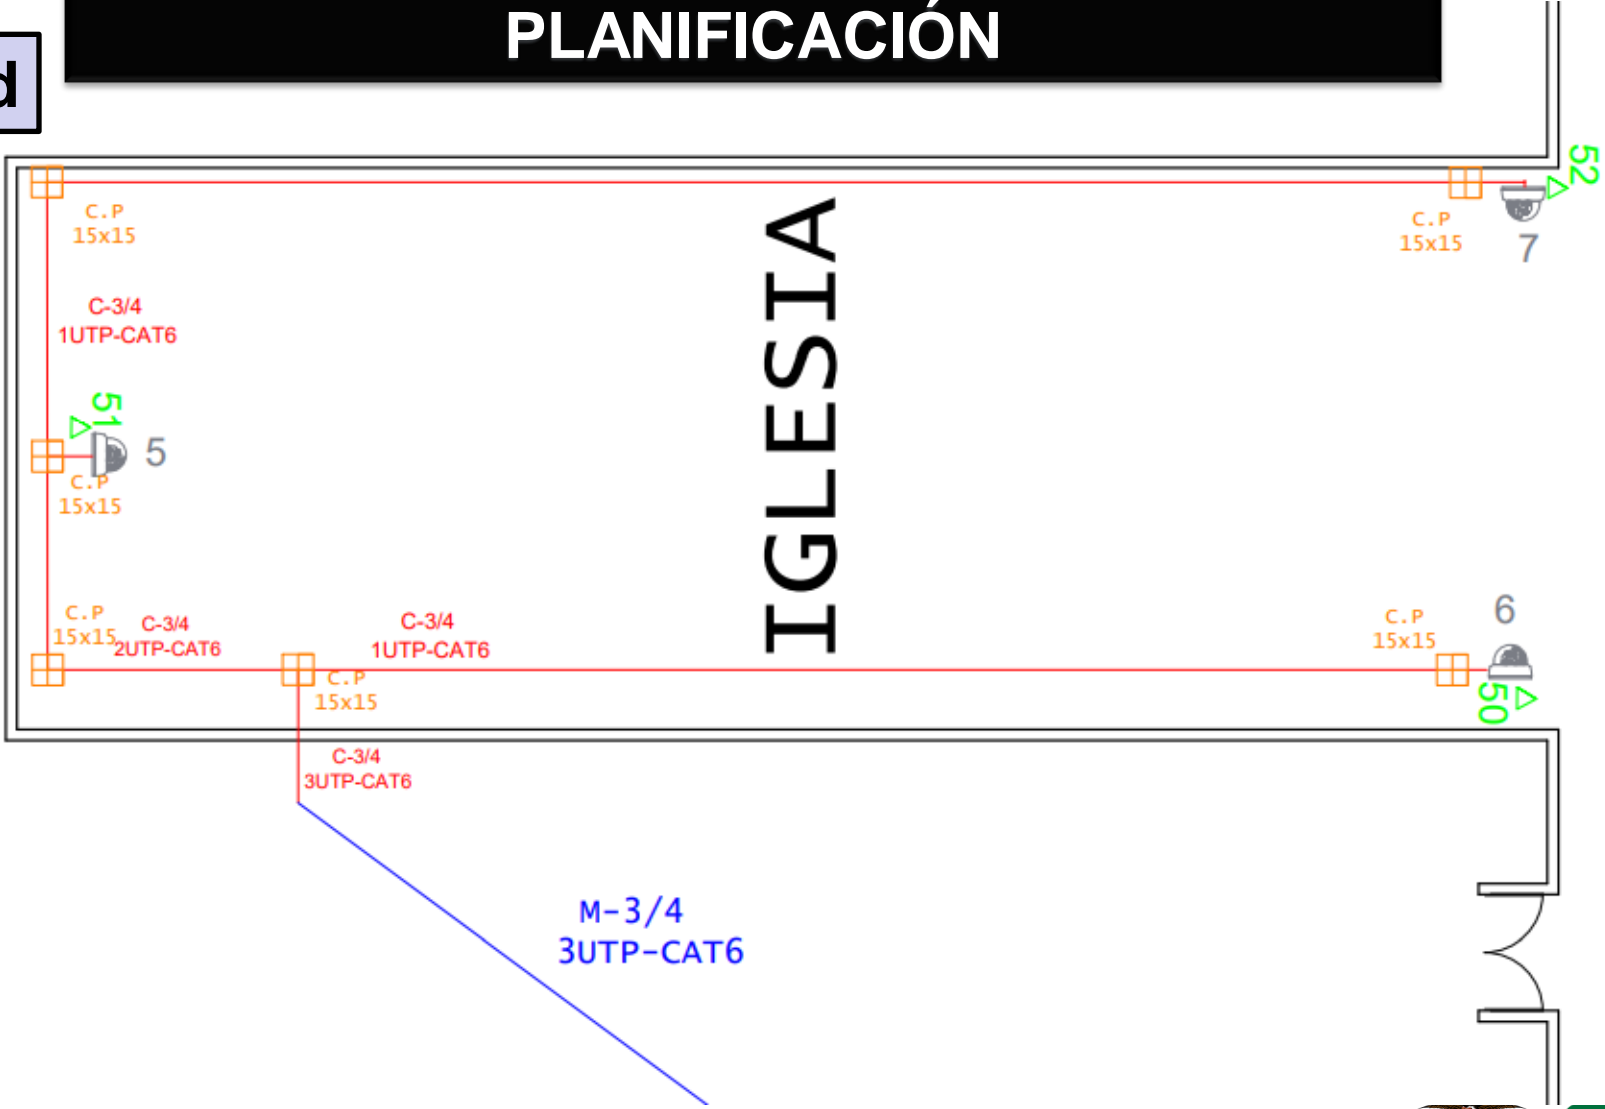 PLANIFICACIÓN
d
52
C.P
15x15
C.P
15x15
7
C-3/4
1UTP-CAT6
IGLESIA
51
5
C.P
15x15
C.P
15x15
C-3/4
2UTP-CAT6
C-3/4
1UTP-CAT6
C.P
15x15
6
C.P
15x15
50
C-3/4
3UTP-CAT6
M-3/4
3UTP-CAT6